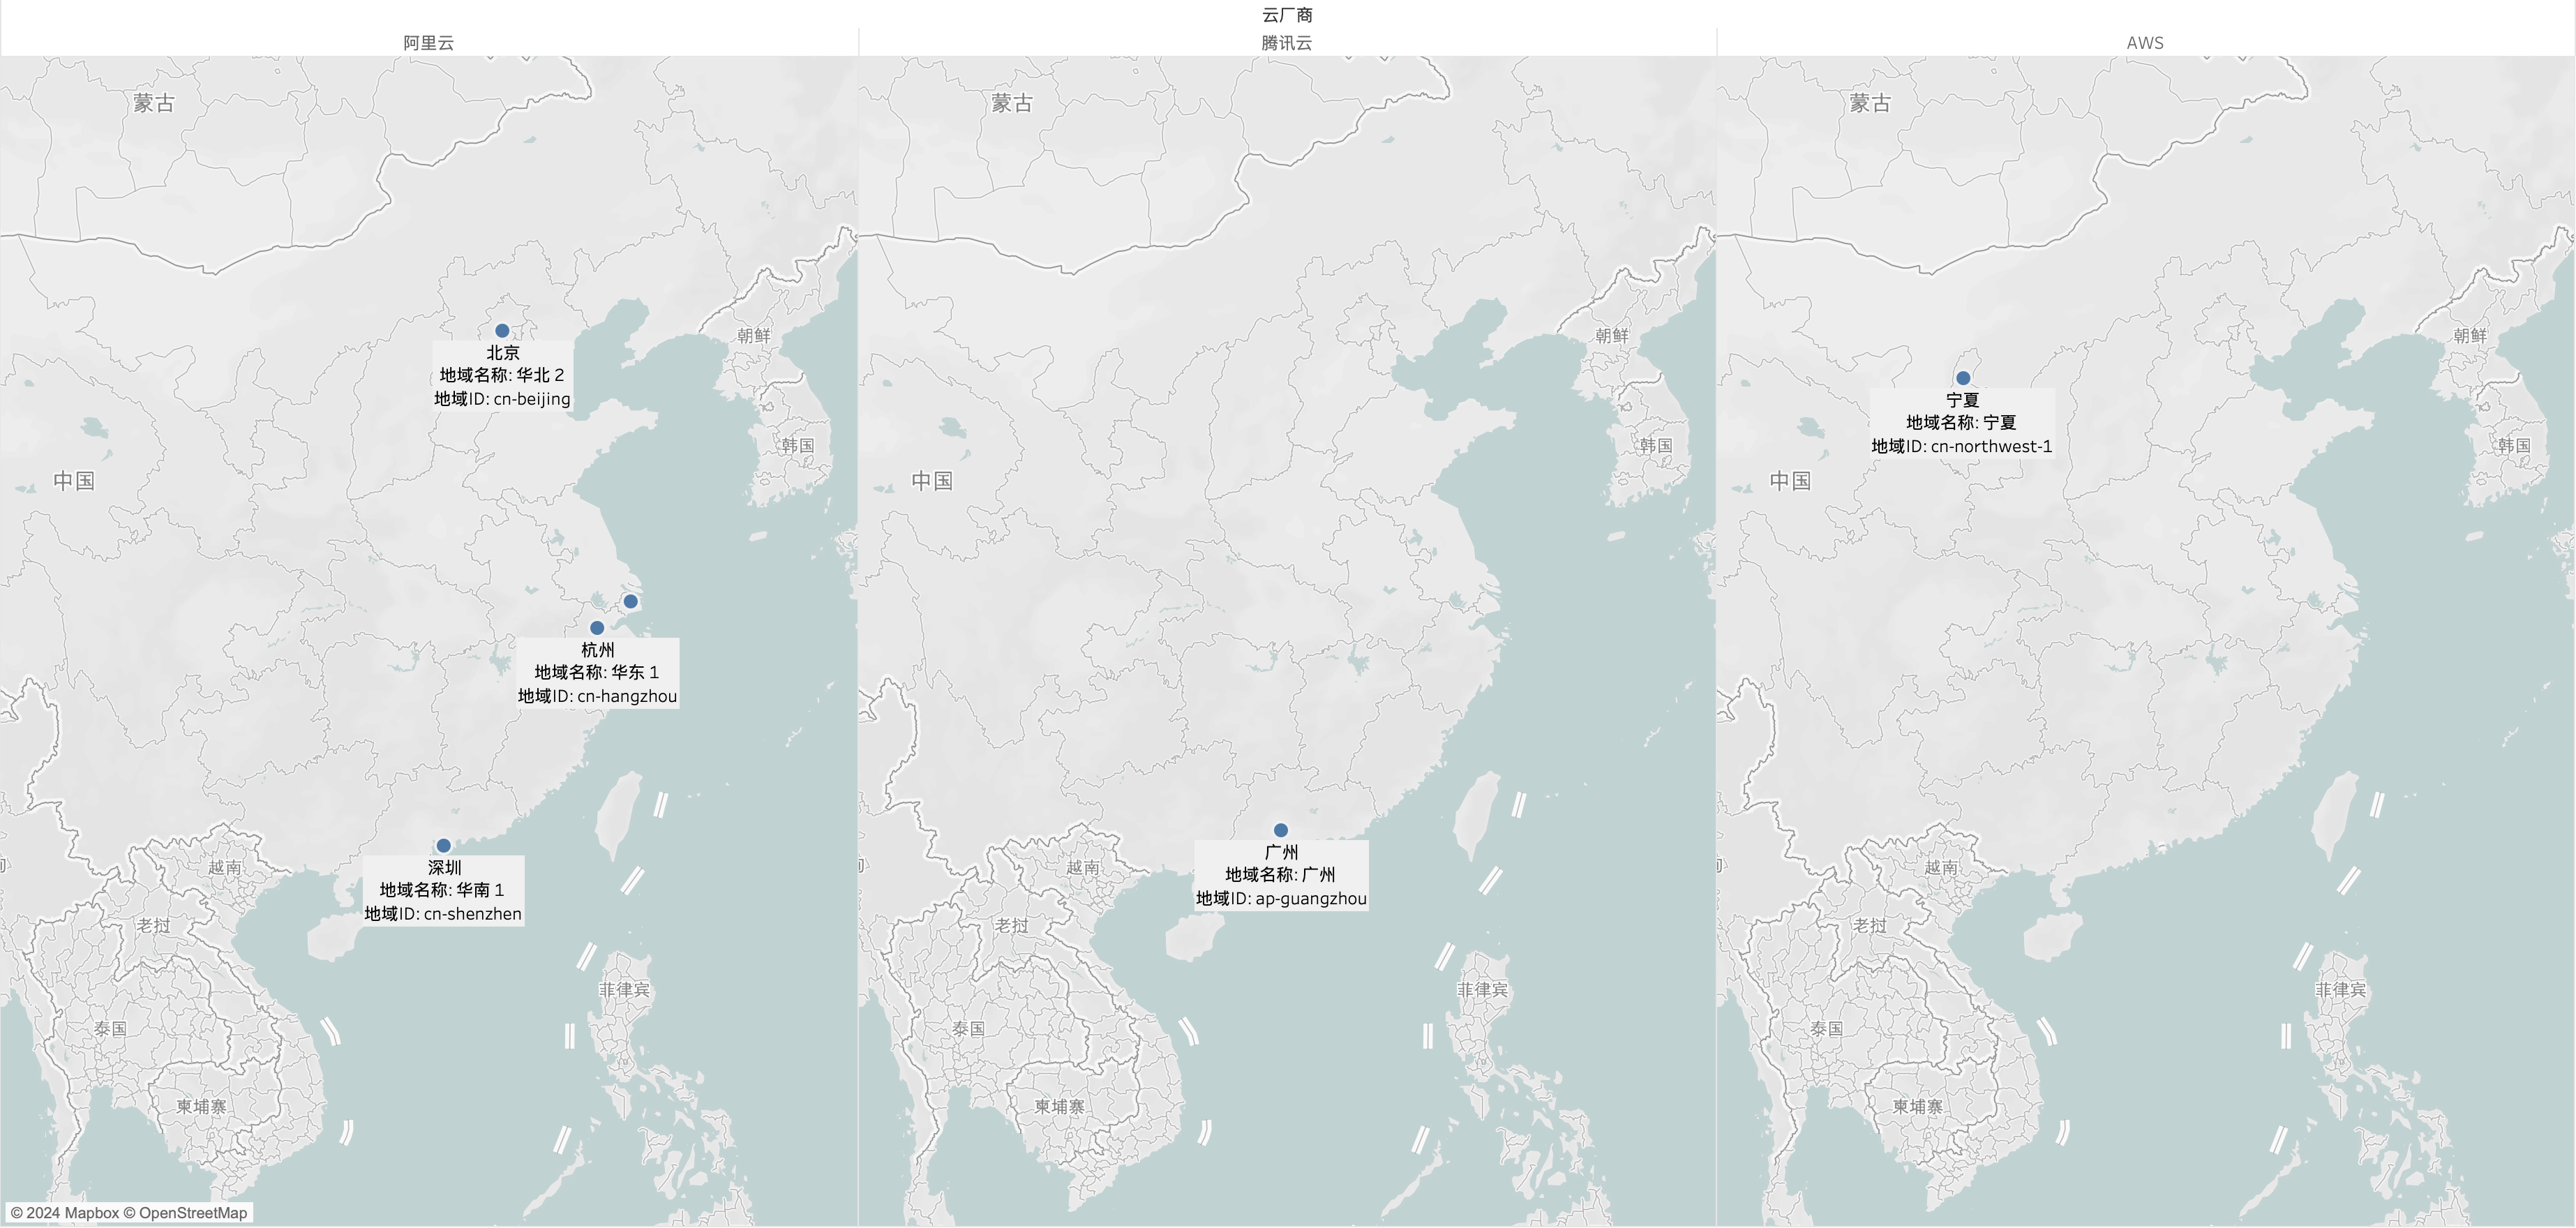 云厂商
阿里云
腾讯云
AWS
蒙古
北京
地域名称: 华北 2
地域ID: cn-beijing
朝鲜
韩国
中国
杭州
地域名称: 华东 1
地域ID: cn-hangzhou
深圳
地域名称: 华南 1
地域ID: cn-shenzhen
越南
老挝
菲律宾
泰国
柬埔寨
© 2024 Mapbox © OpenStreetMap
蒙古
朝鲜
韩国
中国
广州
地域名称: 广州
地域ID: ap-guangzhou
越南
老挝
菲律宾
泰国
柬埔寨
蒙古
朝鲜
宁夏
地域名称: 宁夏
地域ID: cn-northwest-1
韩国
中国
越南
老挝
菲律宾
泰国
柬埔寨